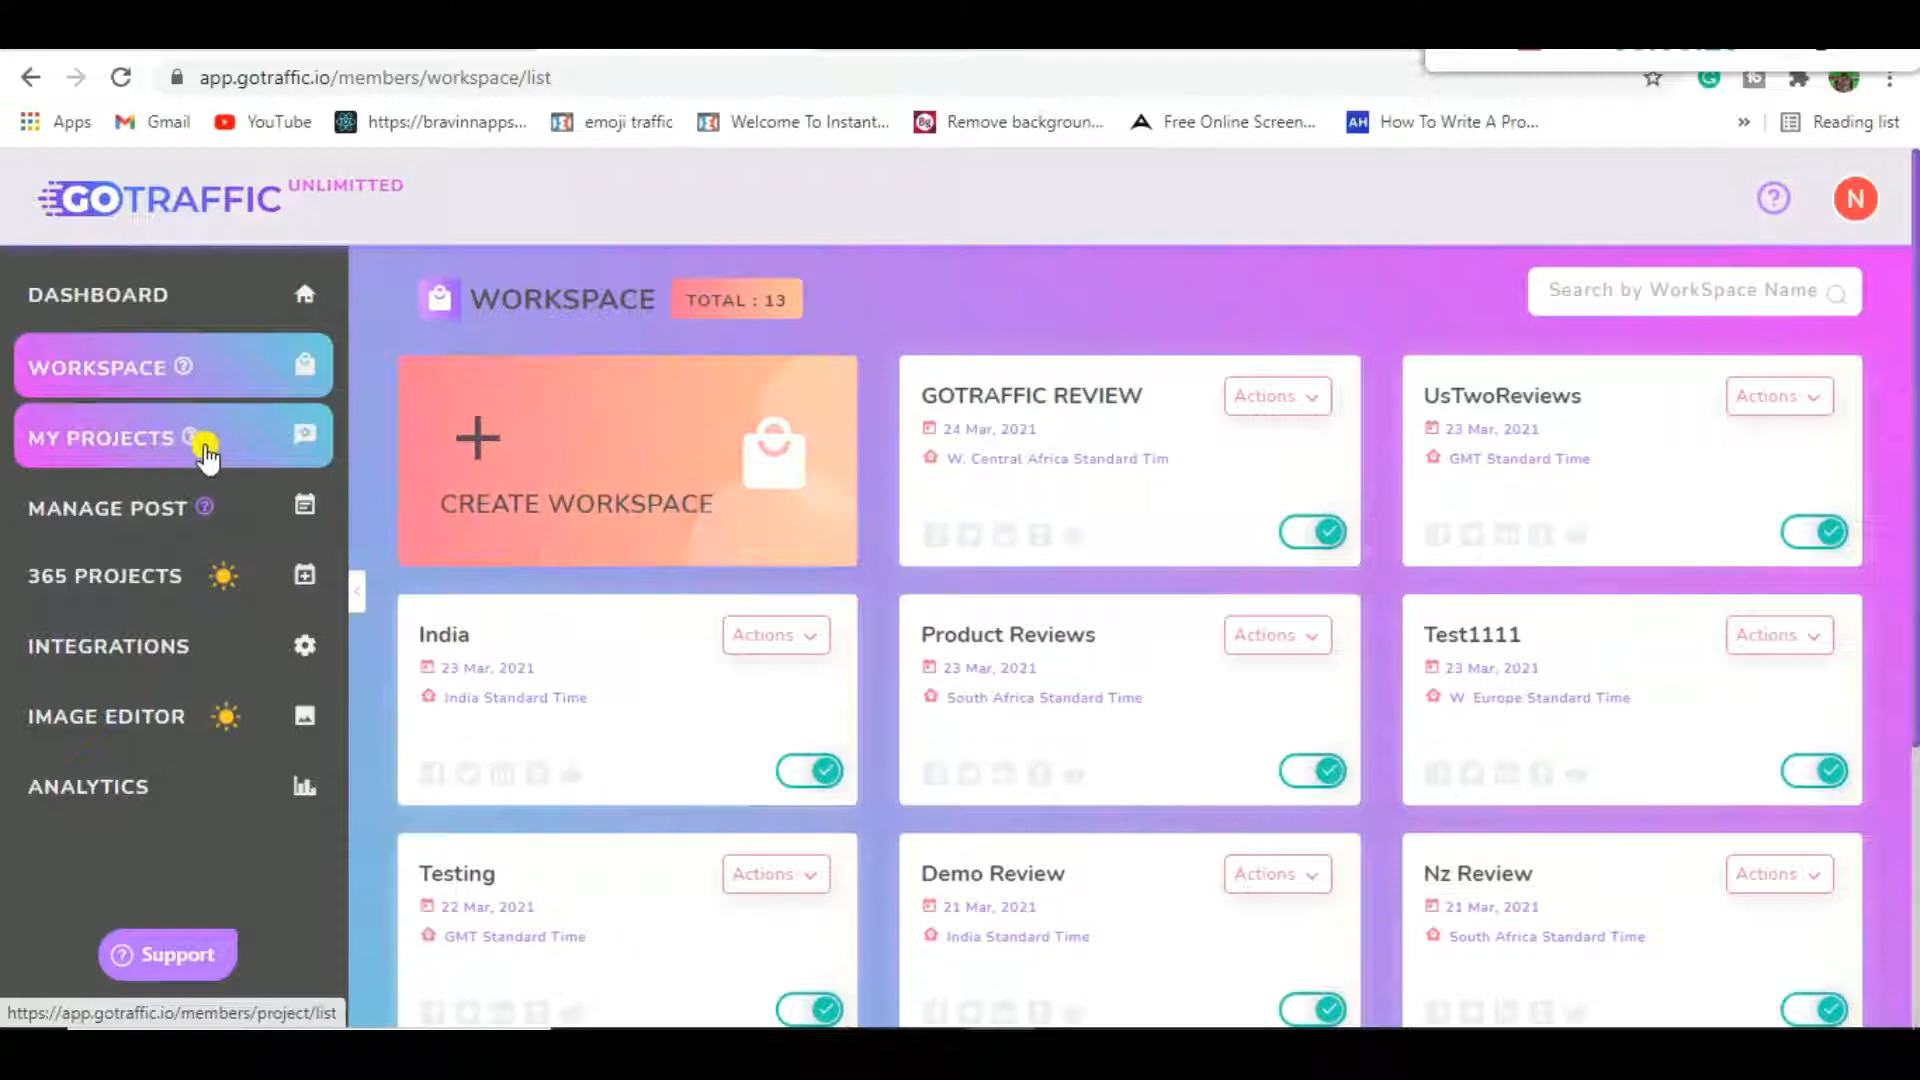 app.gotraffic.io/members/workspace/list
Apps Gmail YouTube https://bravinnapps... emoji traffic Welcome To Instant... Remove backgroun... Free Online Screen... AH How To Write A Pro... » Reading list
GOTRAFFIC UNLIMITTED
N
DASHBOARD
WORKSPACE
MY PROJECTS
MANAGE POST
365 PROJECTS
INTEGRATIONS
IMAGE EDITOR
ANALYTICS
Support
https://app.gotraffic.io/members/project/list
WORKSPACE TOTAL : 13
Search by WorkSpace Name
CREATE WORKSPACE
GOTRAFFIC REVIEW Actions
24 Mar, 2021
W. Central Africa Standard Tim
UsTwoReviews Actions
23 Mar, 2021
GMT Standard Time
India Actions
23 Mar, 2021
India Standard Time
Product Reviews Actions
23 Mar, 2021
South Africa Standard Time
Test1111 Actions
23 Mar, 2021
W. Europe Standard Time
Testing Actions
22 Mar, 2021
GMT Standard Time
Demo Review Actions
21 Mar, 2021
India Standard Time
Nz Review Actions
21 Mar, 2021
South Africa Standard Time